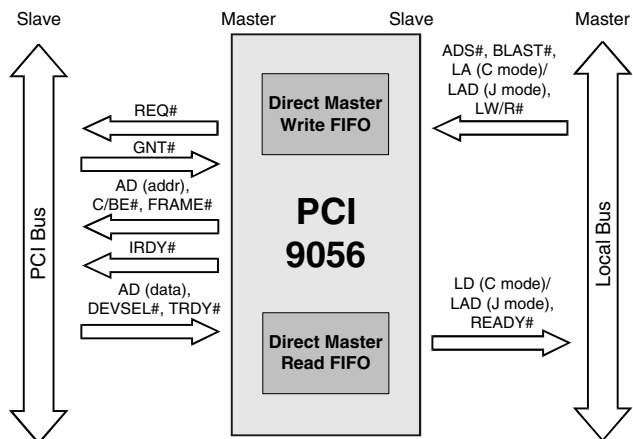 Slave
Master
Slave
Master
PCI Bus
REQ#
GNT#
AD (addr),
C/BE#, FRAME#
IRDY#
AD (data),
DEVSEL#, TRDY#
Direct Master
Write FIFO
PCI
9056
Direct Master
Read FIFO
ADS#, BLAST#,
LA (C mode)/
LAD (J mode),
LW/R#
LD (C mode)/
LAD (J mode),
READY#
Local Bus